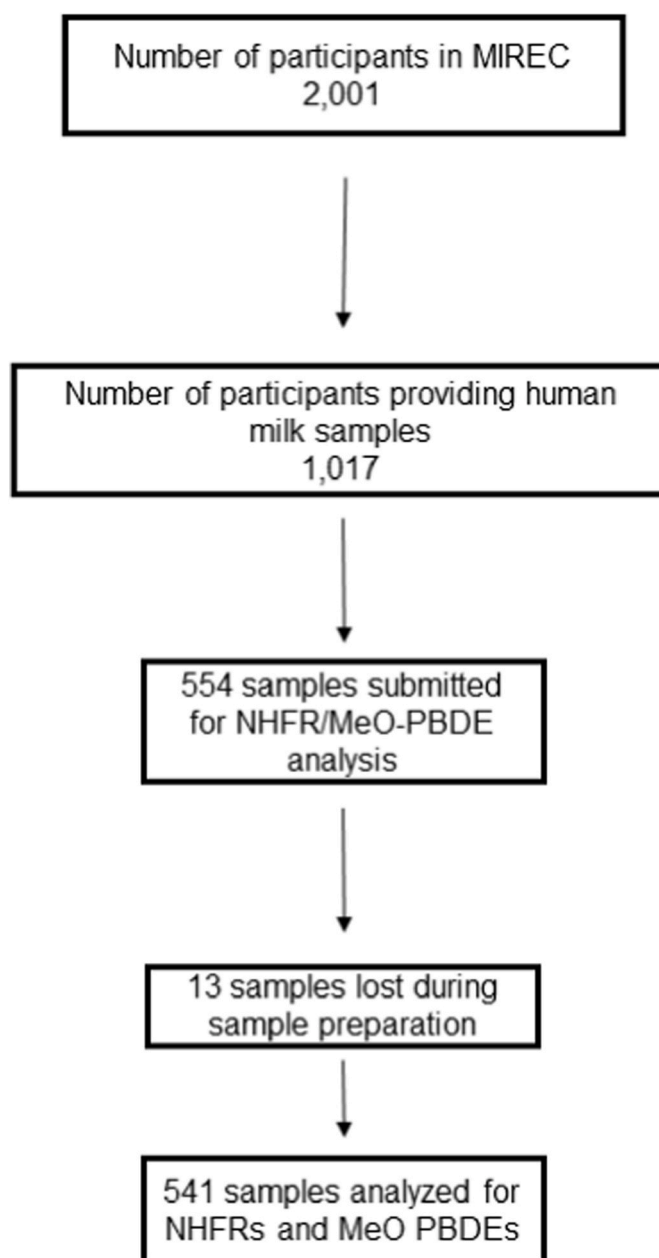 Number of participants in MIREC
2,001
Number of participants providing human
milk samples
1,017
554 samples submitted
for NHFR/MeO-PBDE
analysis
13 samples lost during
sample preparation
541 samples analyzed for
NHFRs and MeO PBDEs